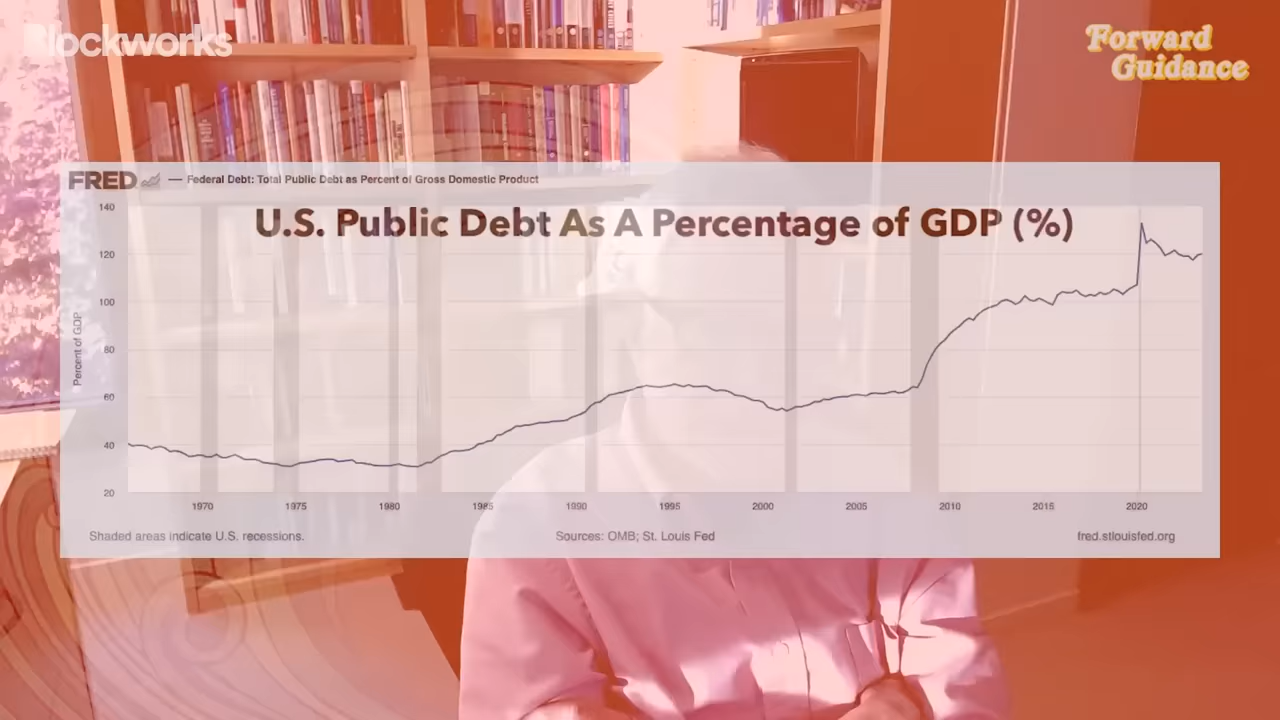 Blockworks
Forward
Guidance
FRED — Federal Debt: Total Public Debt as Percent of Gross Domestic Product
U.S. Public Debt As A Percentage of GDP (%)
140
120
100
80
60
40
20
Percent of GDP
1970 1975 1980 1985 1990 1995 2000 2005 2010 2015 2020
Shaded areas indicate U.S. recessions. Sources: OMB; St. Louis Fed fred.stlouisfed.org